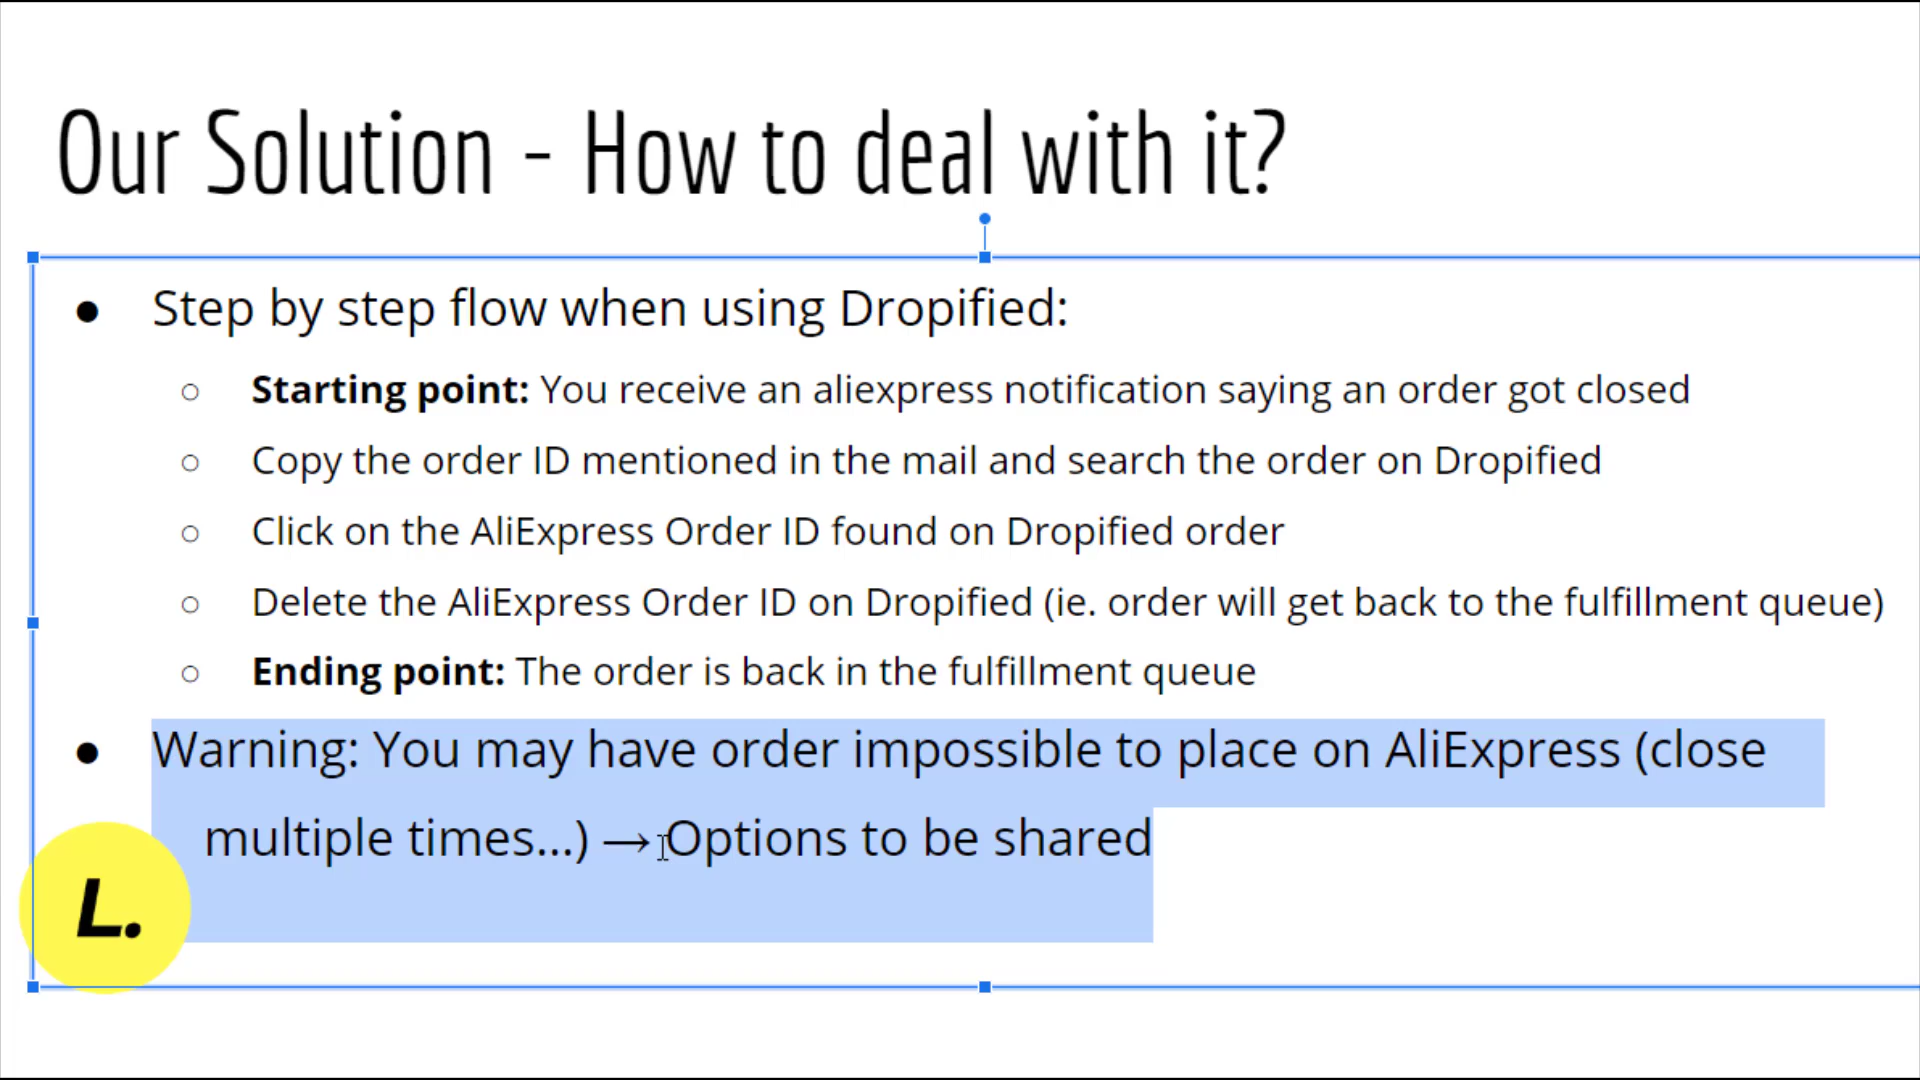 Our Solution - How to deal with it?
● Step by step flow when using Dropified:
○ Starting point: You receive an aliexpress notification saying an order got closed
○ Copy the order ID mentioned in the mail and search the order on Dropified
○ Click on the AliExpress Order ID found on Dropified order
○ Delete the AliExpress Order ID on Dropified (ie. order will get back to the fulfillment queue)
○ Ending point: The order is back in the fulfillment queue
● Warning: You may have order impossible to place on AliExpress (close
multiple times...) → Options to be shared
L.